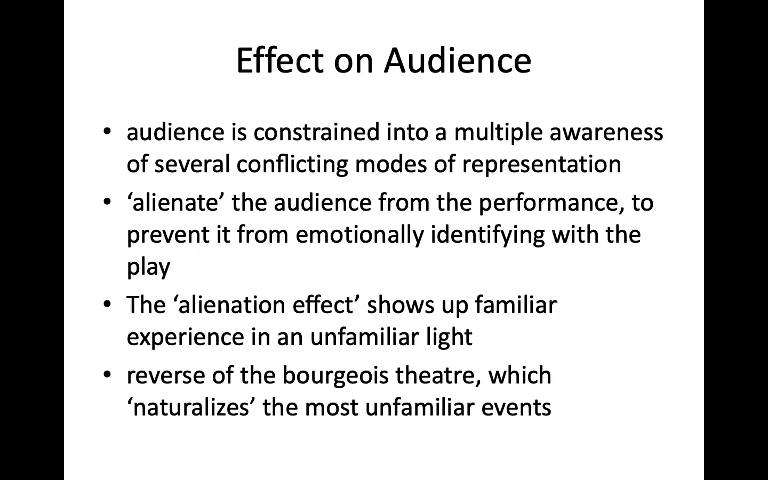 Effect on Audience
• audience is constrained into a multiple awareness
of several conflicting modes of representation
• ‘alienate’ the audience from the performance, to
prevent it from emotionally identifying with the
play
• The ‘alienation effect’ shows up familiar
experience in an unfamiliar light
• reverse of the bourgeois theatre, which
‘naturalizes’ the most unfamiliar events